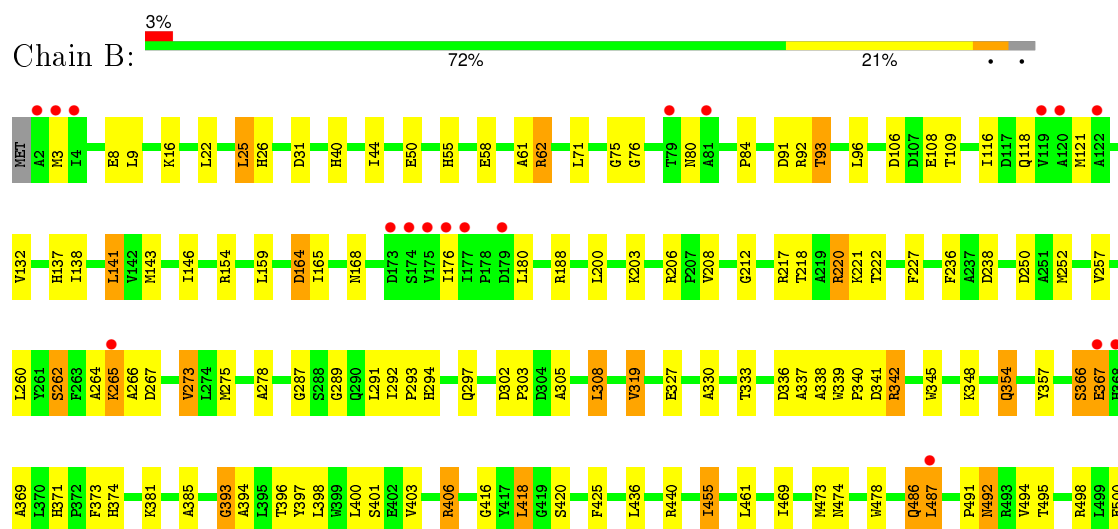 3%
Chain B:
72% 21% • •
MET A2 M3 I4 E8 L9 K16 L22 L25 H26 D31 H40 I44 E50 H55 E58 A61 R62 L71 G75 G76 T79 N80 A81 P84 D91 R92 T93 L96 D106 D107 E108 T109 I116 D117 Q118 V119 A120 M121 A122
V132 H137 I138 L141 V142 M143 I146 R154 L159 D164 I165 N168 D173 S174 V175 I176 I177 P178 D179 L180 R188 L200 K203 R206 P207 V208 G212 R217 T218 A219 R220 K221 T222 F227 F236 A237 D238 D250 A251 M252 V257
L260 Y261 S262 F263 A264 K265 A266 D267 V273 L274 M275 A278 G287 S288 G289 Q290 L291 I292 P293 H294 Q297 D302 P303 D304 A305 L308 V319 E327 A330 T333 D336 A337 A338 W339 P340 D341 R342 W345 K348 Q354 Y357 S366 E367 H368
A369 L370 H371 P372 F373 H374 K381 A385 G393 A394 L395 T396 Y397 L398 W399 L400 S401 E402 V403 R406 G416 Y417 L418 G419 S420 F425 L436 R440 I455 L461 I469 M473 N474 W478 Q486 L487 P491 N492 R493 V494 T495 R498 L499